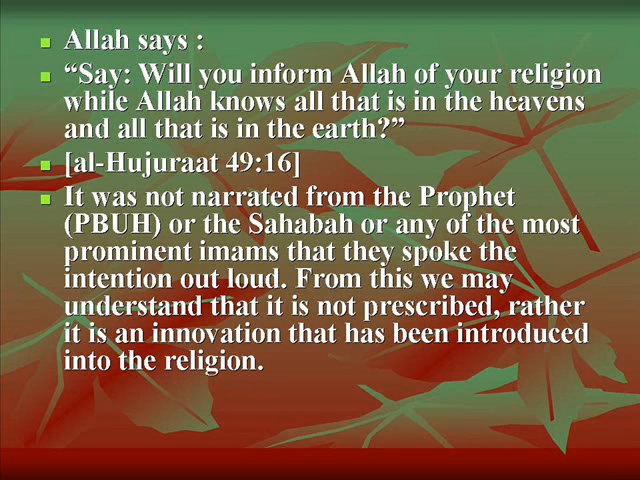 Allah says :
“Say: Will you inform Allah of your religion
while Allah knows all that is in the heavens
and all that is in the earth?”
[al-Hujuraat 49:16]
It was not narrated from the Prophet
(PBUH) or the Sahabah or any of the most
prominent imams that they spoke the
intention out loud. From this we may
understand that it is not prescribed, rather
it is an innovation that has been introduced
into the religion.